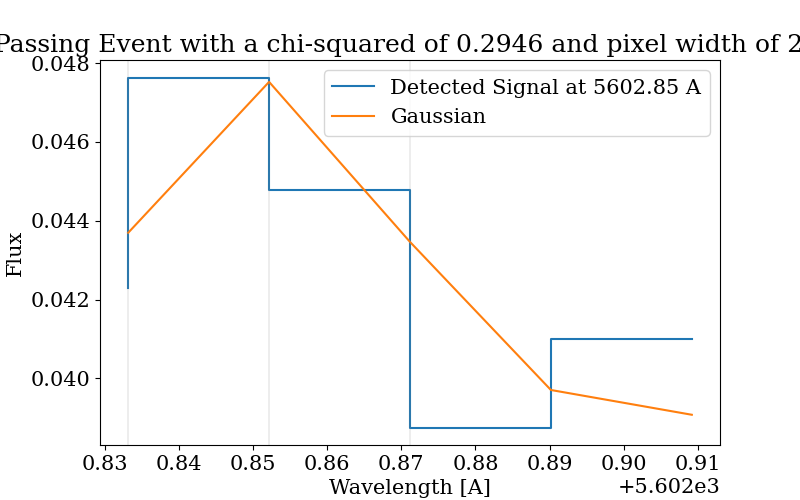 Passing Event with a chi-squared of 0.2946 and pixel width of 2
Detected Signal at 5602.85 A
Gaussian
Flux
0.048
0.046
0.044
0.042
0.040
0.83 0.84 0.85 0.86 0.87 0.88 0.89 0.90 0.91
Wavelength [A]
+5.602e3